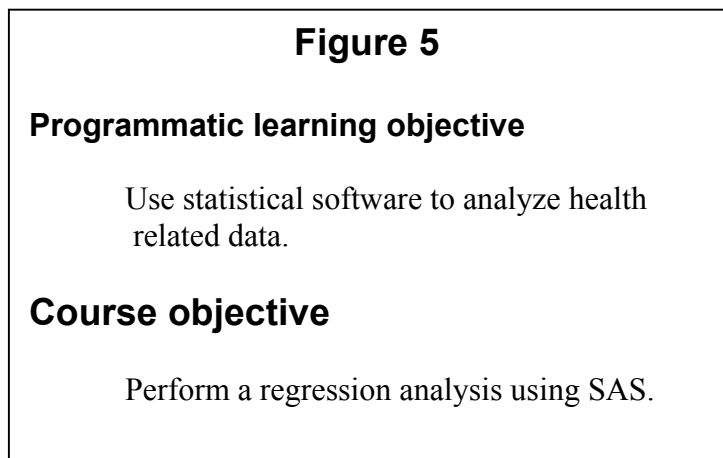 Figure 5
Programmatic learning objective
Use statistical software to analyze health
related data.
Course objective
Perform a regression analysis using SAS.